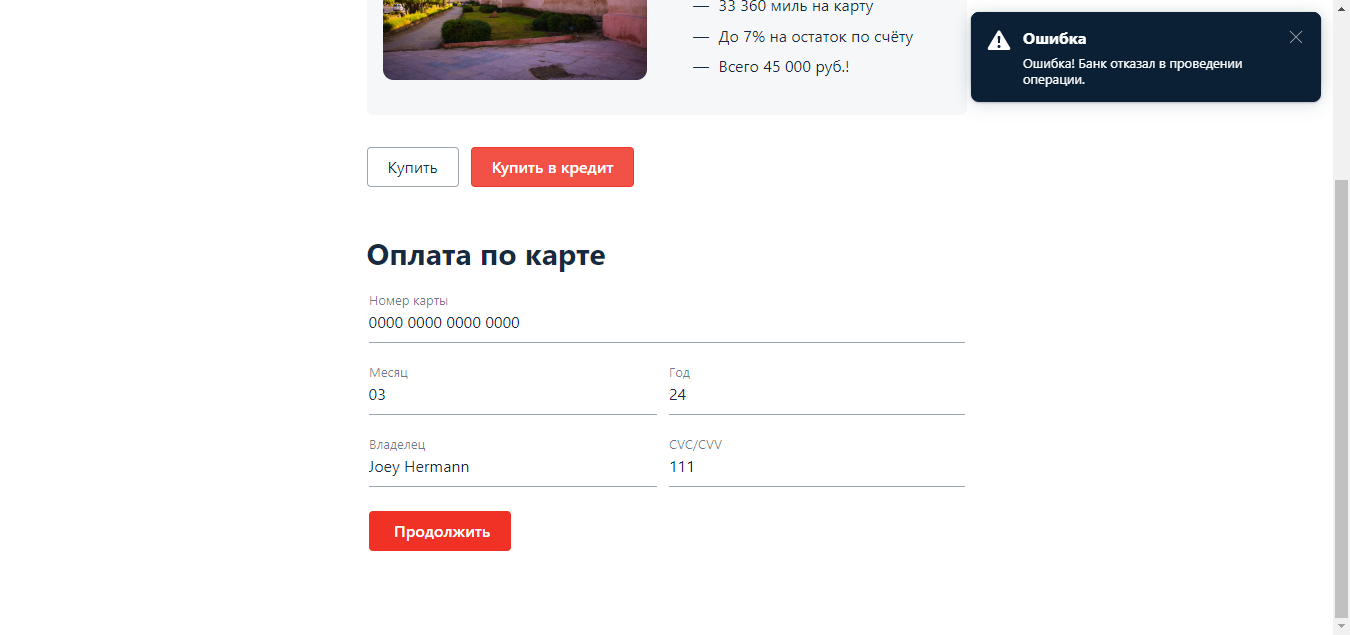 — 33 360 миль на карту
— До 7% на остаток по счёту
— Всего 45 000 руб.!
Ошибка
Ошибка! Банк отказал в проведении
операции.
Купить
Купить в кредит
Оплата по карте
Номер карты
0000 0000 0000 0000
Месяц
03
Год
24
Владелец
Joey Hermann
CVC/CVV
111
Продолжить